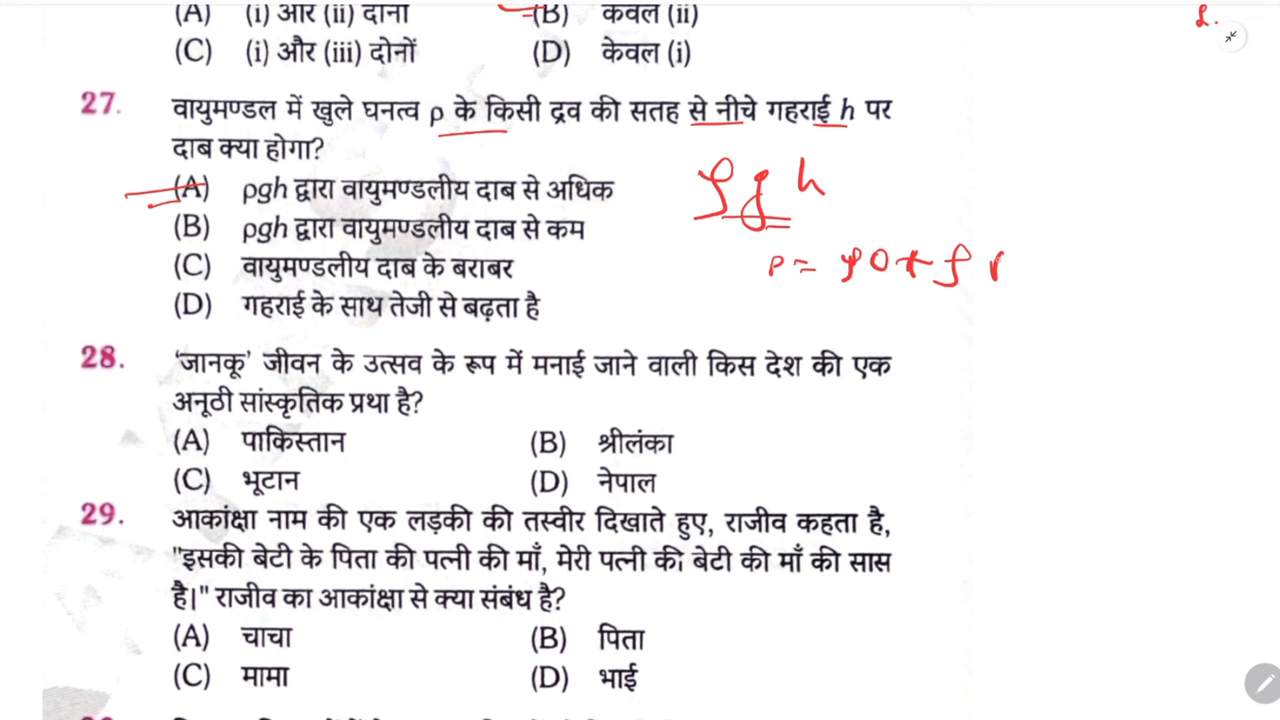 (A) (i) और (ii) दोनों (B) केवल (ii)
(C) (i) और (iii) दोनों (D) केवल (i)
27. वायुमण्डल में खुले घनत्व ρ के किसी द्रव की सतह से नीचे गहराई h पर
दाब क्या होगा?
(A) ρgh द्वारा वायुमण्डलीय दाब से अधिक
(B) ρgh द्वारा वायुमण्डलीय दाब से कम
(C) वायुमण्डलीय दाब के बराबर
(D) गहराई के साथ तेजी से बढ़ता है
ρgh
28. 'जानकू' जीवन के उत्सव के रूप में मनाई जाने वाली किस देश की एक
अनूठी सांस्कृतिक प्रथा है?
(A) पाकिस्तान (B) श्रीलंका
(C) भूटान (D) नेपाल
29. आकांक्षा नाम की एक लड़की की तस्वीर दिखाते हुए, राजीव कहता है,
"इसकी बेटी के पिता की पत्नी की माँ, मेरी पत्नी की बेटी की माँ की सास
है।" राजीव का आकांक्षा से क्या संबंध है?
(A) चाचा (B) पिता
(C) मामा (D) भाई